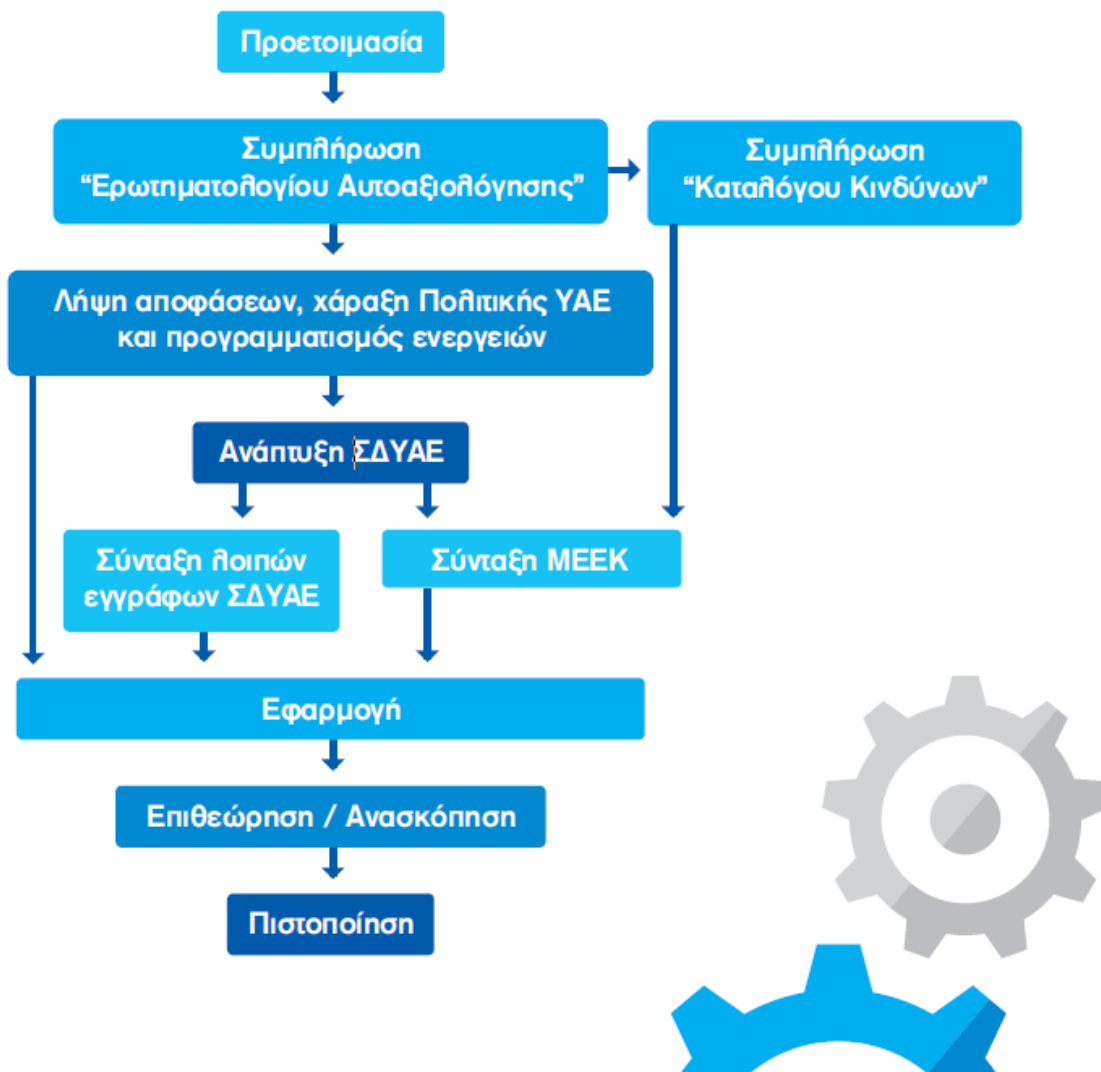 Προετοιμασία
Συμπλήρωση
“Ερωτηματολογίου Αυτοαξιολόγησης”
Συμπλήρωση
“Καταλόγου Κινδύνων”
Λήψη αποφάσεων, χάραξη Πολιτικής ΥΑΕ
και προγραμματισμός ενεργειών
Ανάπτυξη ΣΔΥΑΕ
Σύνταξη λοιπών
εγγράφων ΣΔΥΑΕ
Σύνταξη ΜΕΕΚ
Εφαρμογή
Επιθεώρηση / Ανασκόπηση
Πιστοποίηση